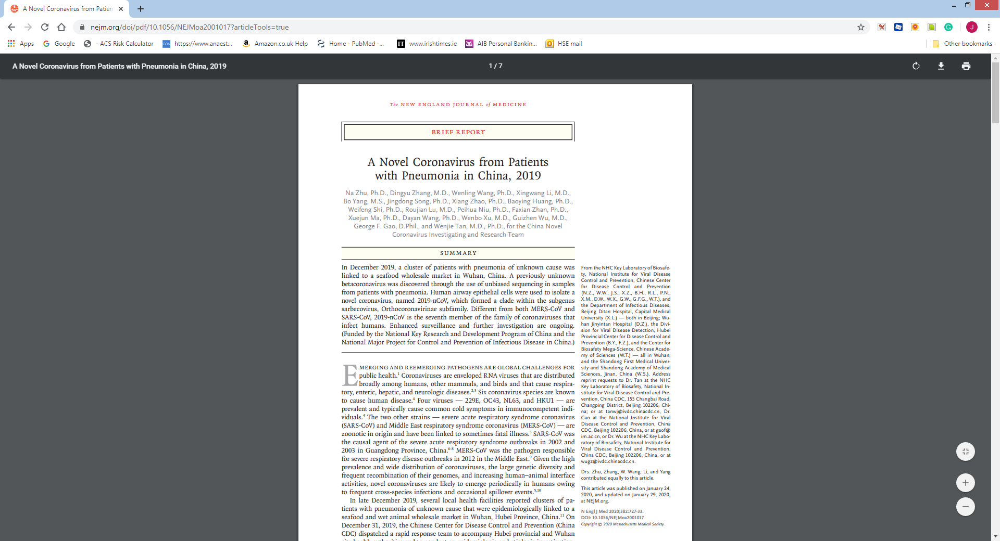 A Novel Coronavirus from Patien
nejm.org/doi/pdf/10.1056/NEJMoa2001017?articleTools=true
J
Apps
Google
- ACS Risk Calculator
https://www.anaest...
Amazon.co.uk Help
Home - PubMed -...
www.irishtimes.ie
AIB Personal Bankin...
HSE mail
Other bookmarks
A Novel Coronavirus from Patients with Pneumonia in China, 2019
1 / 7
The NEW ENGLAND JOURNAL of MEDICINE
BRIEF REPORT
A Novel Coronavirus from Patients
with Pneumonia in China, 2019
Na Zhu, Ph.D., Dingyu Zhang, M.D., Wenling Wang, Ph.D., Xingwang Li, M.D.,
Bo Yang, M.S., Jingdong Song, Ph.D., Xiang Zhao, Ph.D., Baoying Huang, Ph.D.,
Weifeng Shi, Ph.D., Roujian Lu, M.D., Peihua Niu, Ph.D., Faxian Zhan, Ph.D.,
Xuejun Ma, Ph.D., Dayan Wang, Ph.D., Wenbo Xu, M.D., Guizhen Wu, M.D.,
George F. Gao, D.Phil., and Wenjie Tan, M.D., Ph.D., for the China Novel
Coronavirus Investigating and Research Team
SUMMARY
In December 2019, a cluster of patients with pneumonia of unknown cause was
linked to a seafood wholesale market in Wuhan, China. A previously unknown
betacoronavirus was discovered through the use of unbiased sequencing in samples
from patients with pneumonia. Human airway epithelial cells were used to isolate a
novel coronavirus, named 2019-nCoV, which formed a clade within the subgenus
sarbecovirus, Orthocoronavirinae subfamily. Different from both MERS-CoV and
SARS-CoV, 2019-nCoV is the seventh member of the family of coronaviruses that
infect humans. Enhanced surveillance and further investigation are ongoing.
(Funded by the National Key Research and Development Program of China and the
National Major Project for Control and Prevention of Infectious Disease in China.)
EMERGING AND REEMERGING PATHOGENS ARE GLOBAL CHALLENGES FOR
public health.1 Coronaviruses are enveloped RNA viruses that are distributed
broadly among humans, other mammals, and birds and that cause respira-
tory, enteric, hepatic, and neurologic diseases.2,3 Six coronavirus species are known
to cause human disease.4 Four viruses — 229E, OC43, NL63, and HKU1 — are
prevalent and typically cause common cold symptoms in immunocompetent indi-
viduals.4 The two other strains — severe acute respiratory syndrome coronavirus
(SARS-CoV) and Middle East respiratory syndrome coronavirus (MERS-CoV) — are
zoonotic in origin and have been linked to sometimes fatal illness.5 SARS-CoV was
the causal agent of the severe acute respiratory syndrome outbreaks in 2002 and
2003 in Guangdong Province, China.6-8 MERS-CoV was the pathogen responsible
for severe respiratory disease outbreaks in 2012 in the Middle East.9 Given the high
prevalence and wide distribution of coronaviruses, the large genetic diversity and
frequent recombination of their genomes, and increasing human–animal interface
activities, novel coronaviruses are likely to emerge periodically in humans owing
to frequent cross-species infections and occasional spillover events.5,10
In late December 2019, several local health facilities reported clusters of pa-
tients with pneumonia of unknown cause that were epidemiologically linked to a
seafood and wet animal wholesale market in Wuhan, Hubei Province, China.11 On
December 31, 2019, the Chinese Center for Disease Control and Prevention (China
CDC) dispatched a rapid response team to accompany Hubei provincial and Wuhan
From the NHC Key Laboratory of Biosafe-
ty, National Institute for Viral Disease
Control and Prevention, Chinese Center
for Disease Control and Prevention
(N.Z., W.W., J.S., X.Z., B.H., R.L., P.N.,
X.M., D.W., W.X., G.W., G.F.G., W.T.), and
the Department of Infectious Diseases,
Beijing Ditan Hospital, Capital Medical
University (X.L.) — both in Beijing; Wu-
han Jinyintan Hospital (D.Z.), the Divi-
sion for Viral Disease Detection, Hubei
Provincial Center for Disease Control and
Prevention (B.Y., F.Z.), and the Center for
Biosafety Mega-Science, Chinese Acade-
my of Sciences (W.T.) — all in Wuhan;
and the Shandong First Medical Univer-
sity and Shandong Academy of Medical
Sciences, Jinan, China (W.S.). Address
reprint requests to Dr. Tan at the NHC
Key Laboratory of Biosafety, National In-
stitute for Viral Disease Control and Pre-
vention, China CDC, 155 Changbai Road,
Changping District, Beijing 102206, Chi-
na; or at tanwj@ivdc.chinacdc.cn, Dr.
Gao at the National Institute for Viral
Disease Control and Prevention, China
CDC, Beijing 102206, China, or at gaof@
im.ac.cn, or Dr. Wu at the NHC Key Labo-
ratory of Biosafety, National Institute for
Viral Disease Control and Prevention,
China CDC, Beijing 102206, China, or at
wugz@ivdc.chinacdc.cn.
Drs. Zhu, Zhang, W. Wang, Li, and Yang
contributed equally to this article.
This article was published on January 24,
2020, and updated on January 29, 2020,
at NEJM.org.
N Engl J Med 2020;382:727-33.
DOI: 10.1056/NEJMoa2001017
Copyright © 2020 Massachusetts Medical Society.